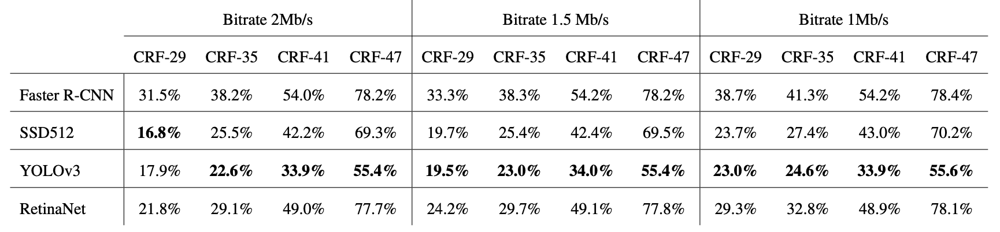 Bitrate 2Mb/s Bitrate 1.5 Mb/s Bitrate 1Mb/s
CRF-29 CRF-35 CRF-41 CRF-47 CRF-29 CRF-35 CRF-41 CRF-47 CRF-29 CRF-35 CRF-41 CRF-47
Faster R-CNN 31.5% 38.2% 54.0% 78.2% 33.3% 38.3% 54.2% 78.2% 38.7% 41.3% 54.2% 78.4%
SSD512 16.8% 25.5% 42.2% 69.3% 19.7% 25.4% 42.4% 69.5% 23.7% 27.4% 43.0% 70.2%
YOLOv3 17.9% 22.6% 33.9% 55.4% 19.5% 23.0% 34.0% 55.4% 23.0% 24.6% 33.9% 55.6%
RetinaNet 21.8% 29.1% 49.0% 77.7% 24.2% 29.7% 49.1% 77.8% 29.3% 32.8% 48.9% 78.1%